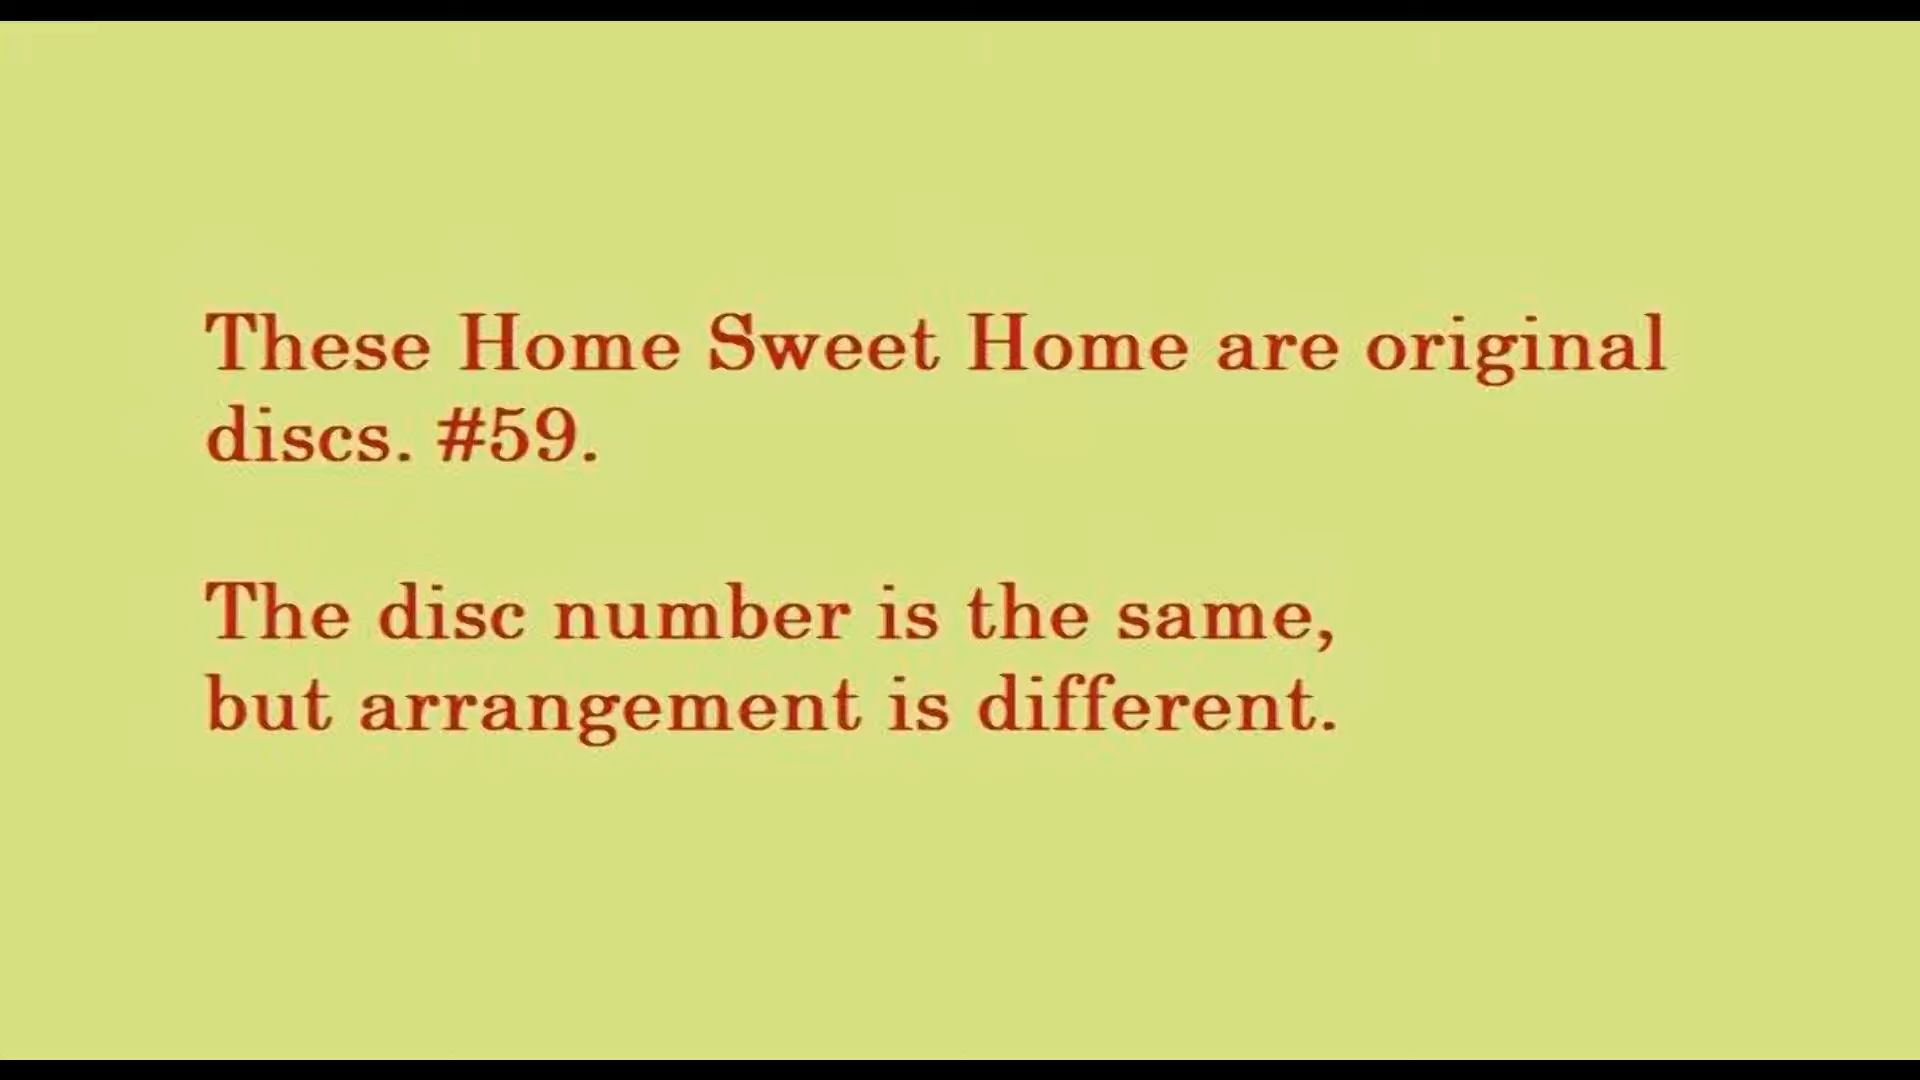 These Home Sweet Home are original
discs. #59.
The disc number is the same,
but arrangement is different.